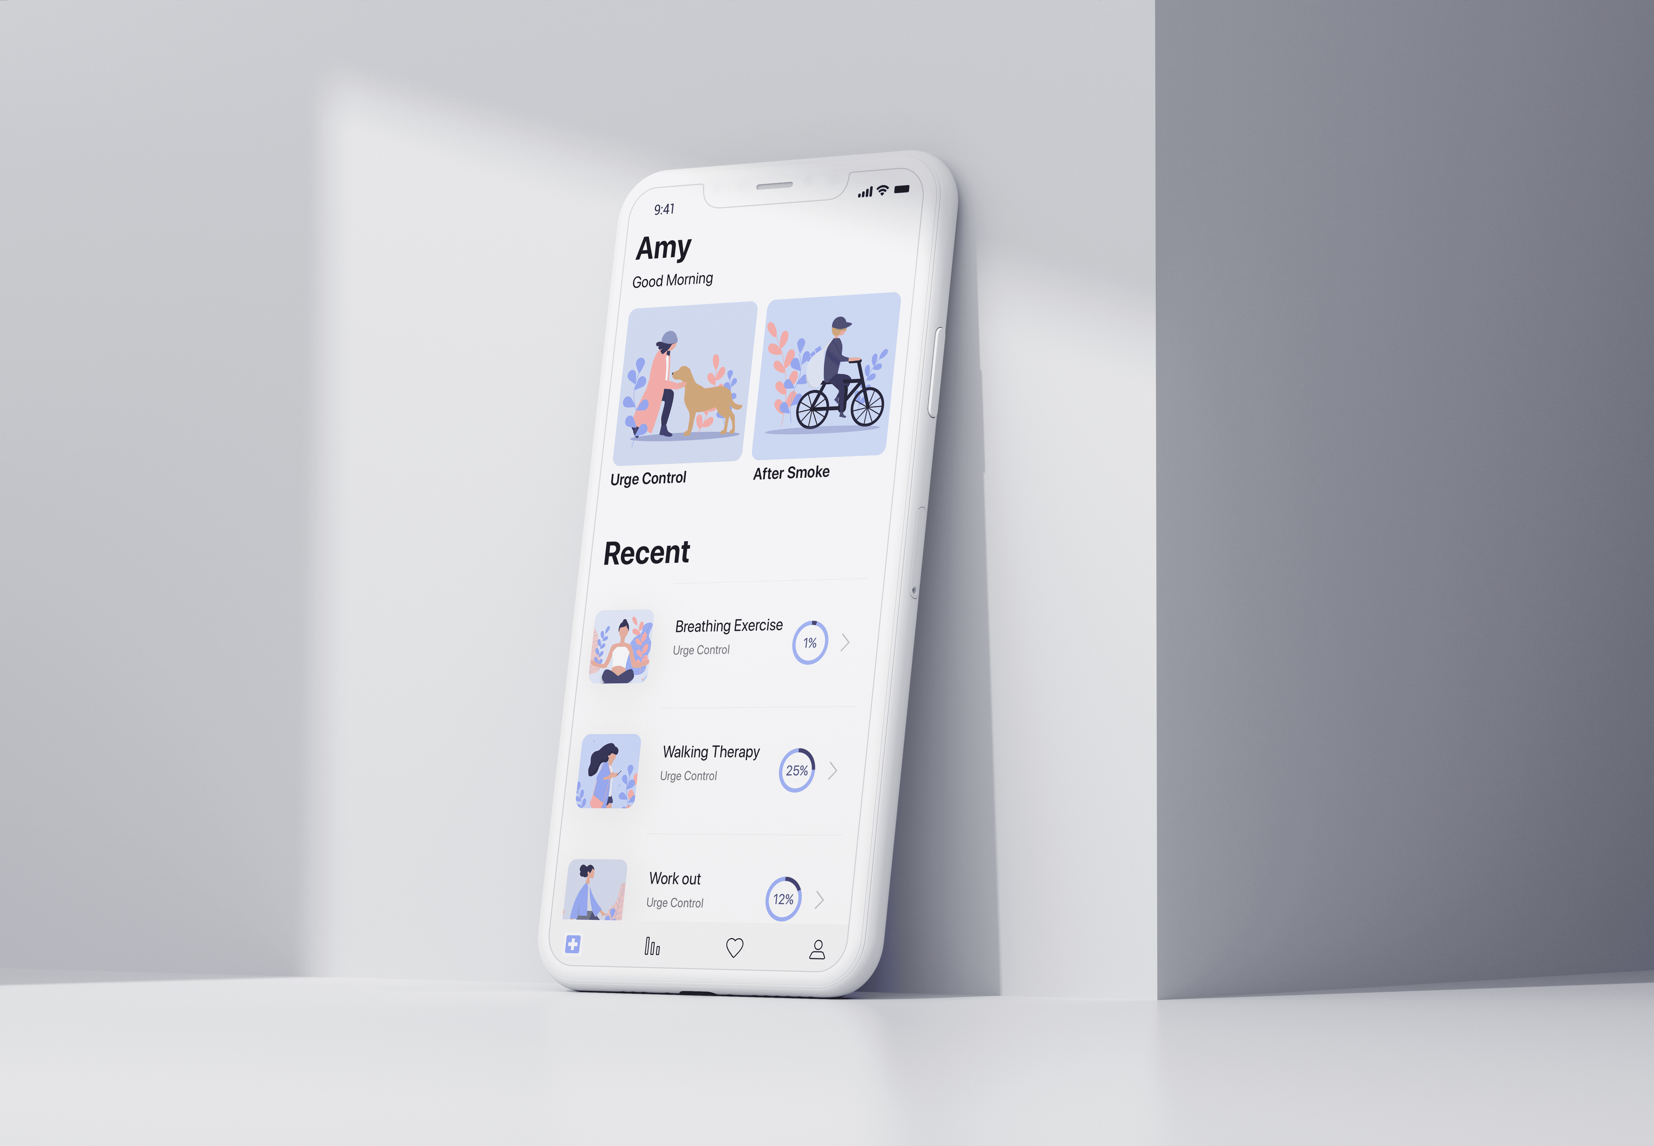 9:41
Amy
Good Morning
Urge Control
After Smoke
Recent
Breathing Exercise
Urge Control
1%
Walking Therapy
Urge Control
25%
Work out
Urge Control
12%